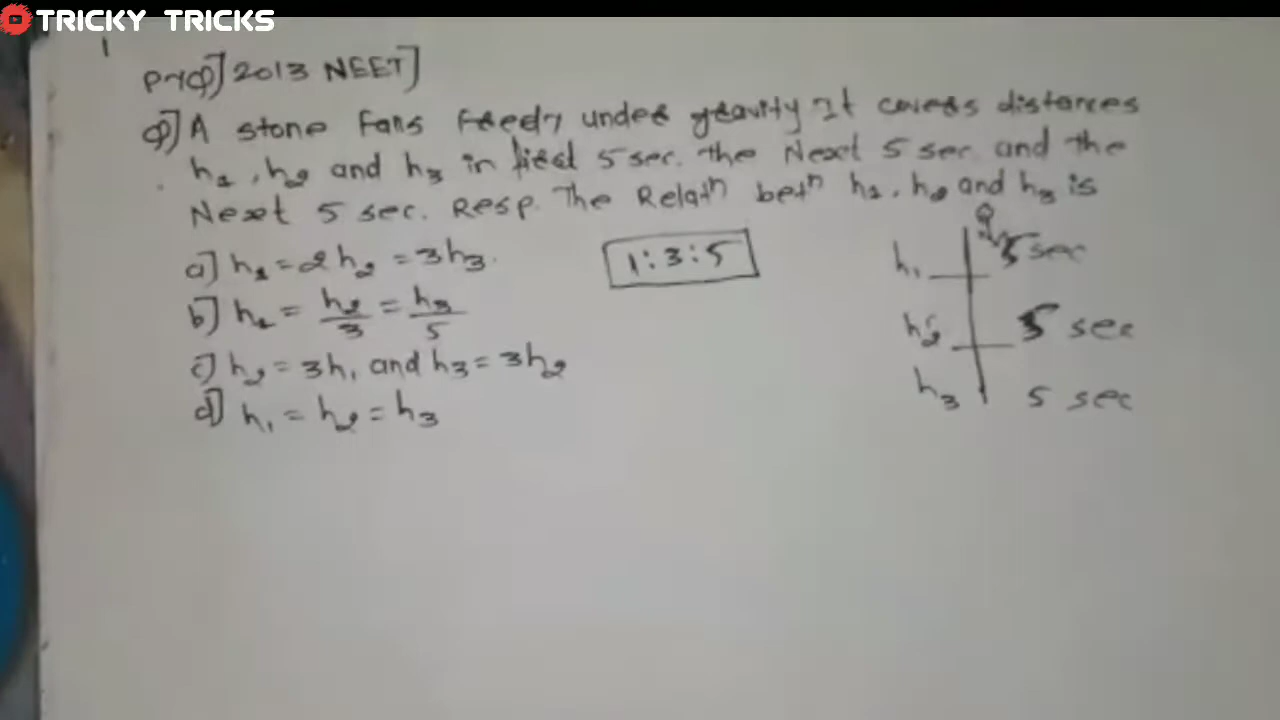 TRICKY TRICKS
1
PYQ] 2013 NEET]
Q] A stone falls freely under gravity It covers distances
h1, h2 and h3 in first 5 sec. the Next 5 sec and the
Next 5 sec. Resp. The Relatn betn h1, h2 and h3 is
a] h1 = 2h2 = 3h3.
1:3:5
b] h1 = h2/3 = h3/5
c] h2 = 3h1 and h3 = 3h2
d] h1 = h2 = h3
h1 5 sec
h2 5 sec
h3 5 sec